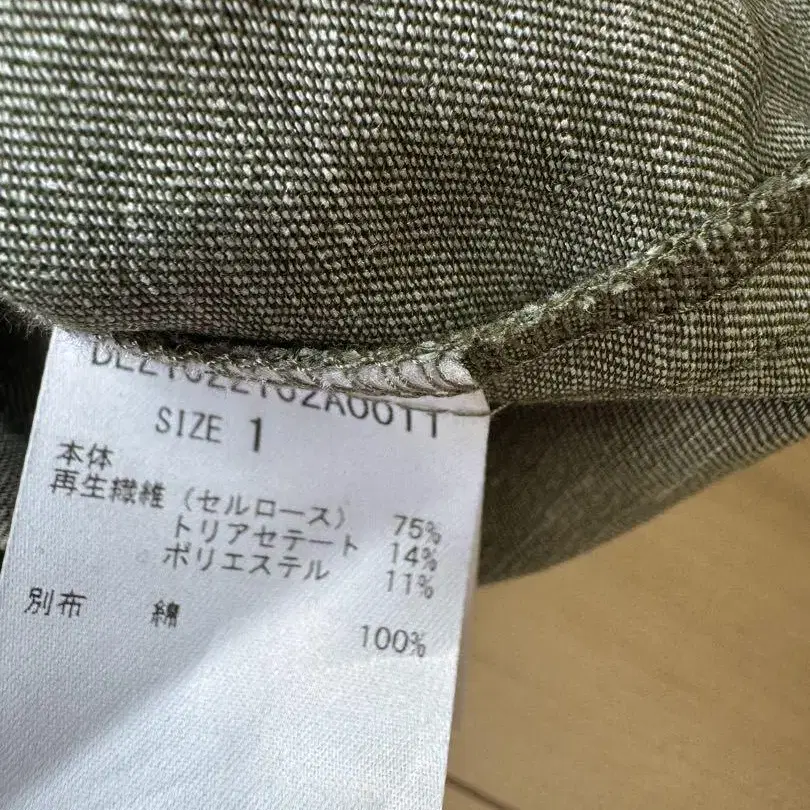 SIZE 1
本体
再生繊維（セルロース） 75%
トリアセテート 14%
ポリエステル 11%
別布 綿 100%